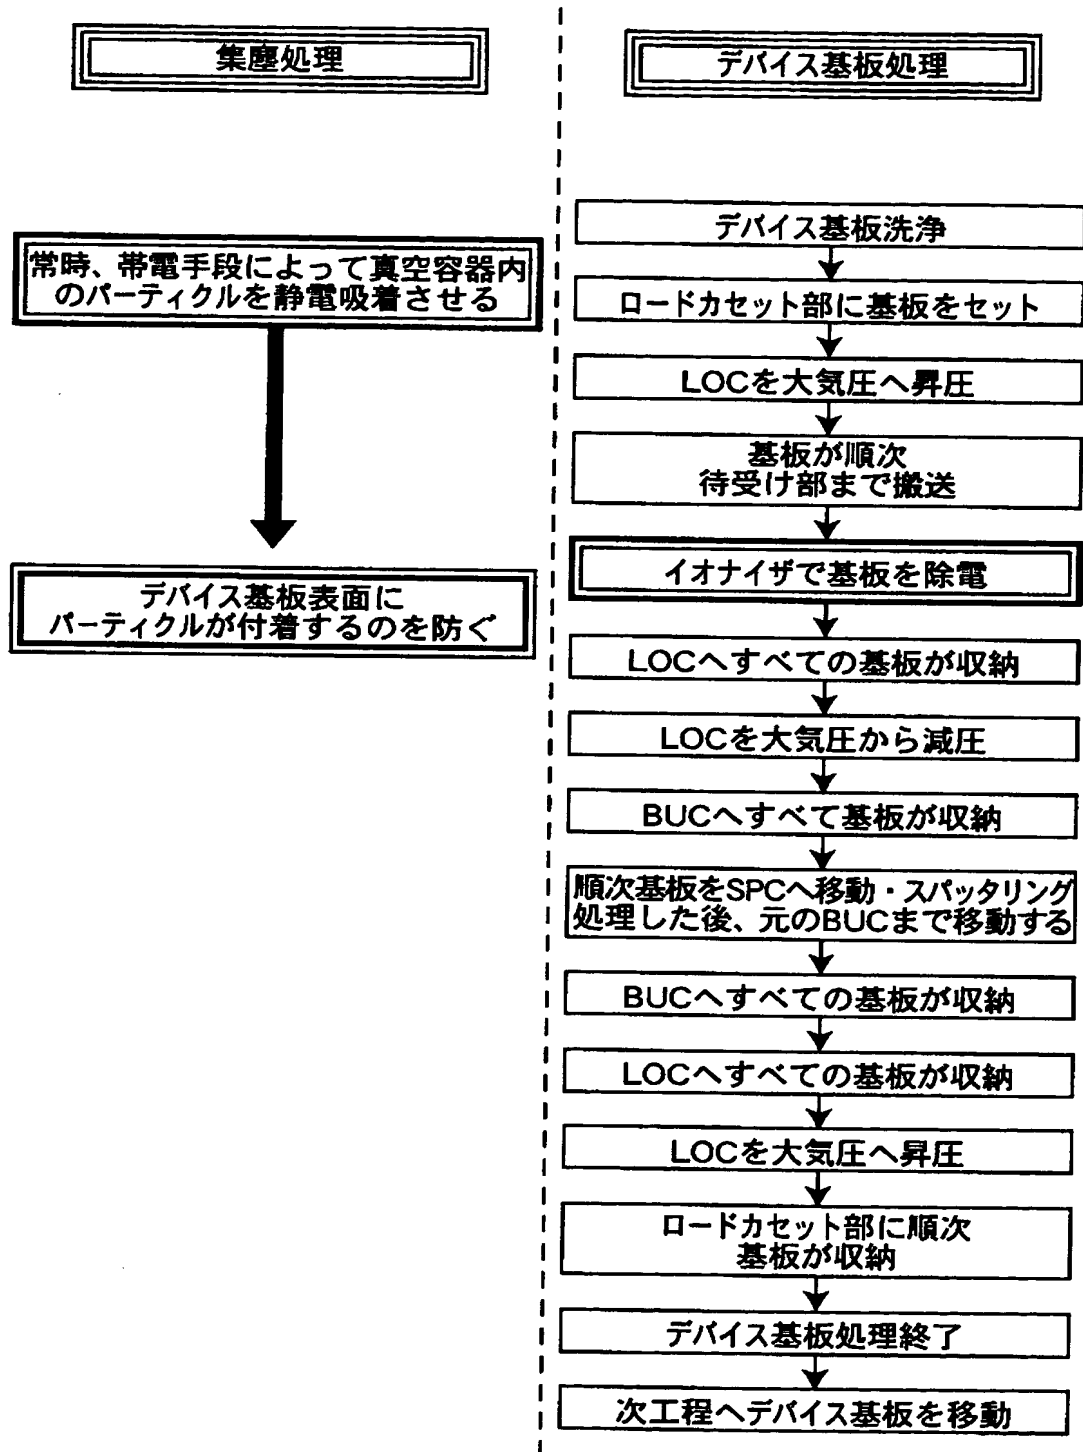 集塵処理
常時、帯電手段によって真空容器内
のパーティクルを静電吸着させる
デバイス基板表面に
パーティクルが付着するのを防ぐ
デバイス基板処理
デバイス基板洗浄
ロードカセット部に基板をセット
LOCを大気圧へ昇圧
基板が順次
待受け部まで搬送
イオナイザで基板を除電
LOCへすべての基板が収納
LOCを大気圧から減圧
BUCへすべて基板が収納
順次基板をSPCへ移動・スパッタリング
処理した後、元のBUCまで移動する
BUCへすべての基板が収納
LOCへすべての基板が収納
LOCを大気圧へ昇圧
ロードカセット部に順次
基板が収納
デバイス基板処理終了
次工程へデバイス基板を移動